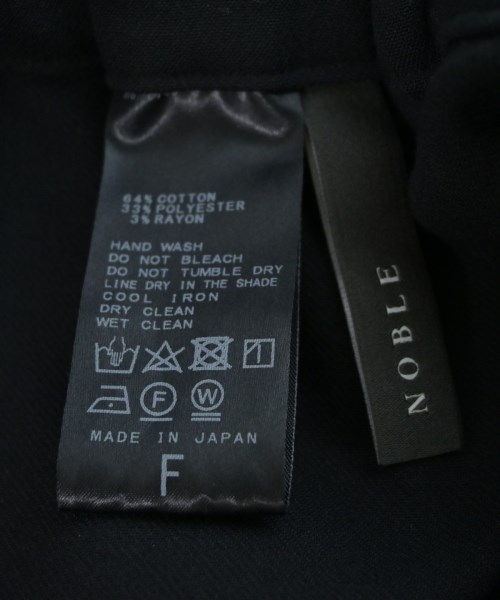 64% COTTON
33% POLYESTER
3% RAYON
HAND WASH
DO NOT BLEACH
DO NOT TUMBLE DRY
LINE DRY IN THE SHADE
COOL IRON
DRY CLEAN
WET CLEAN
F
W
MADE IN JAPAN
F
NOBLE